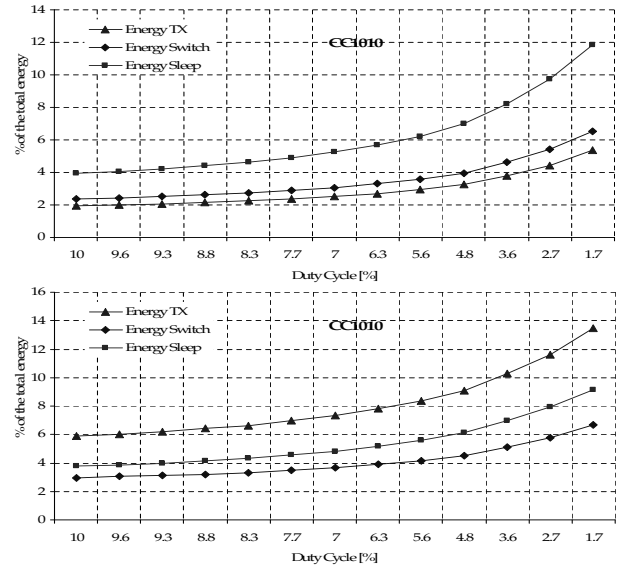 14
12
10
8
6
4
2
0
% of the total energy
Energy TX
Energy Switch
Energy Sleep
CC1010
10 9.6 9.3 8.8 8.3 7.7 7 6.3 5.6 4.8 3.6 2.7 1.7
Duty Cycle [%]
16
14
12
10
8
6
4
2
0
% of the total energy
Energy TX
Energy Switch
Energy Sleep
CC1010
10 9.6 9.3 8.8 8.3 7.7 7 6.3 5.6 4.8 3.6 2.7 1.7
Duty Cycle [%]